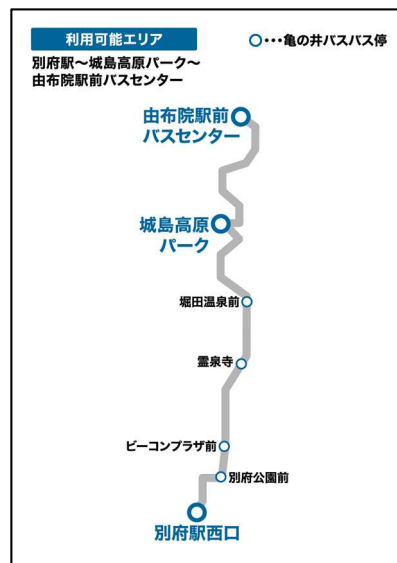 利用可能エリア
○・・・亀の井バスバス停
別府駅〜城島高原パーク〜
由布院駅前バスセンター
由布院駅前
バスセンター
城島高原
パーク
堀田温泉前
霊泉寺
ビーコンプラザ前
別府公園前
別府駅西口